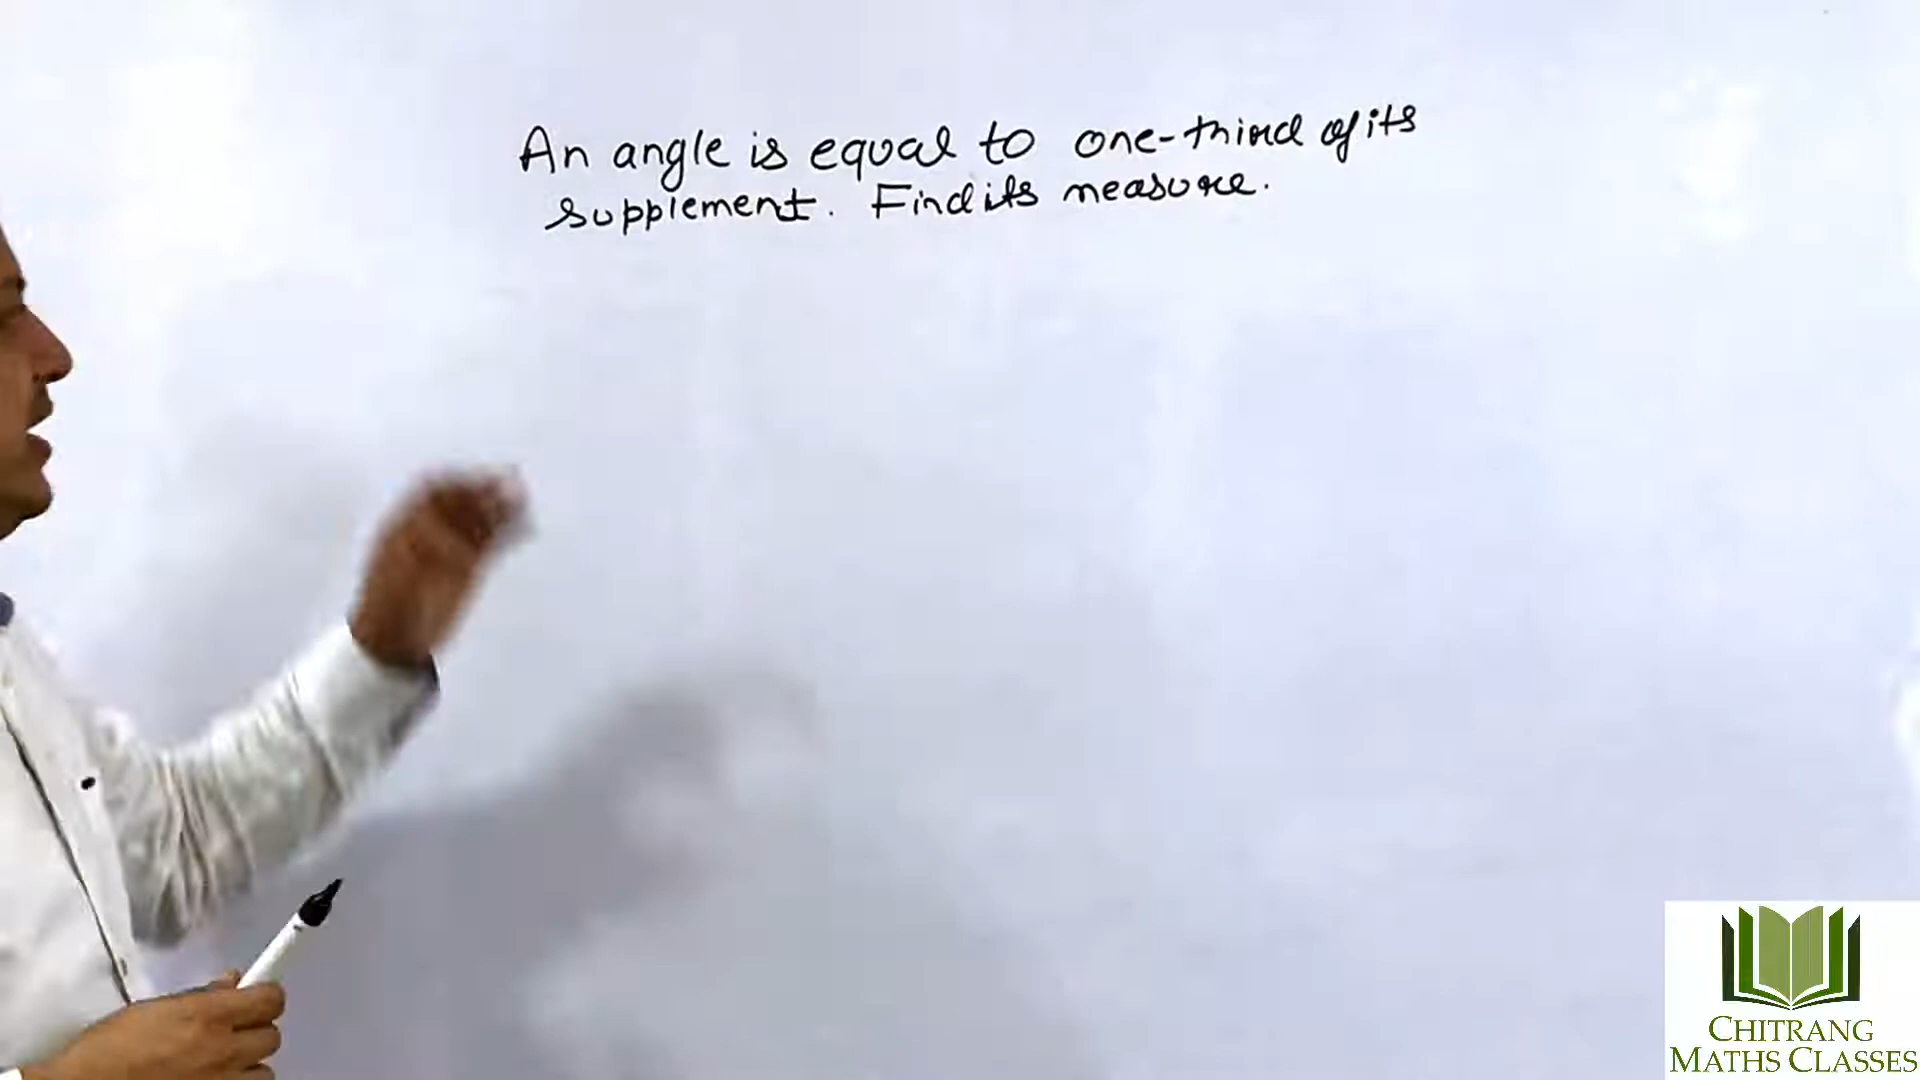 An angle is equal to one-third of its
supplement. Find its measure.
CHITRANG
MATHS CLASSES